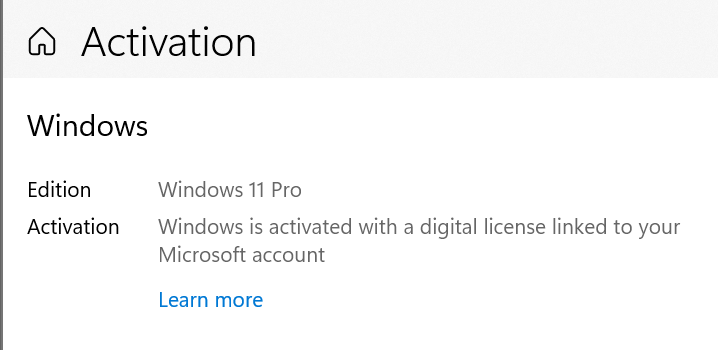 Activation
Windows
Edition Windows 11 Pro
Activation Windows is activated with a digital license linked to your
Microsoft account
Learn more